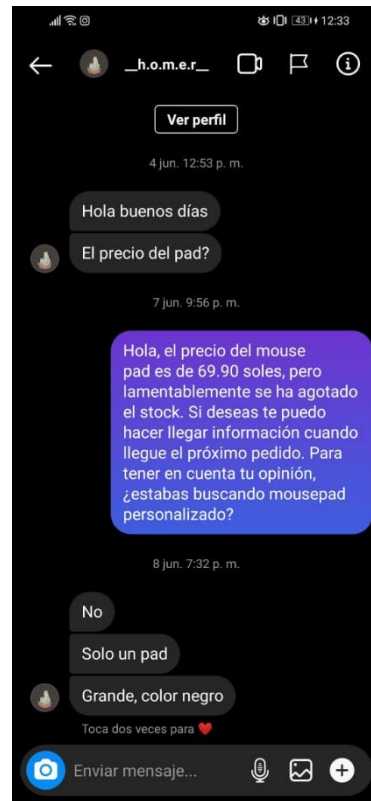 43 12:33
__h.o.m.e.r__
Ver perfil
4 jun. 12:53 p. m.
Hola buenos días
El precio del pad?
7 jun. 9:56 p. m.
Hola, el precio del mouse
pad es de 69.90 soles, pero
lamentablemente se ha agotado
el stock. Si deseas te puedo
hacer llegar información cuando
llegue el próximo pedido. Para
tener en cuenta tu opinión,
¿estabas buscando mousepad
personalizado?
8 jun. 7:32 p. m.
No
Solo un pad
Grande, color negro
Toca dos veces para ❤️
Enviar mensaje...